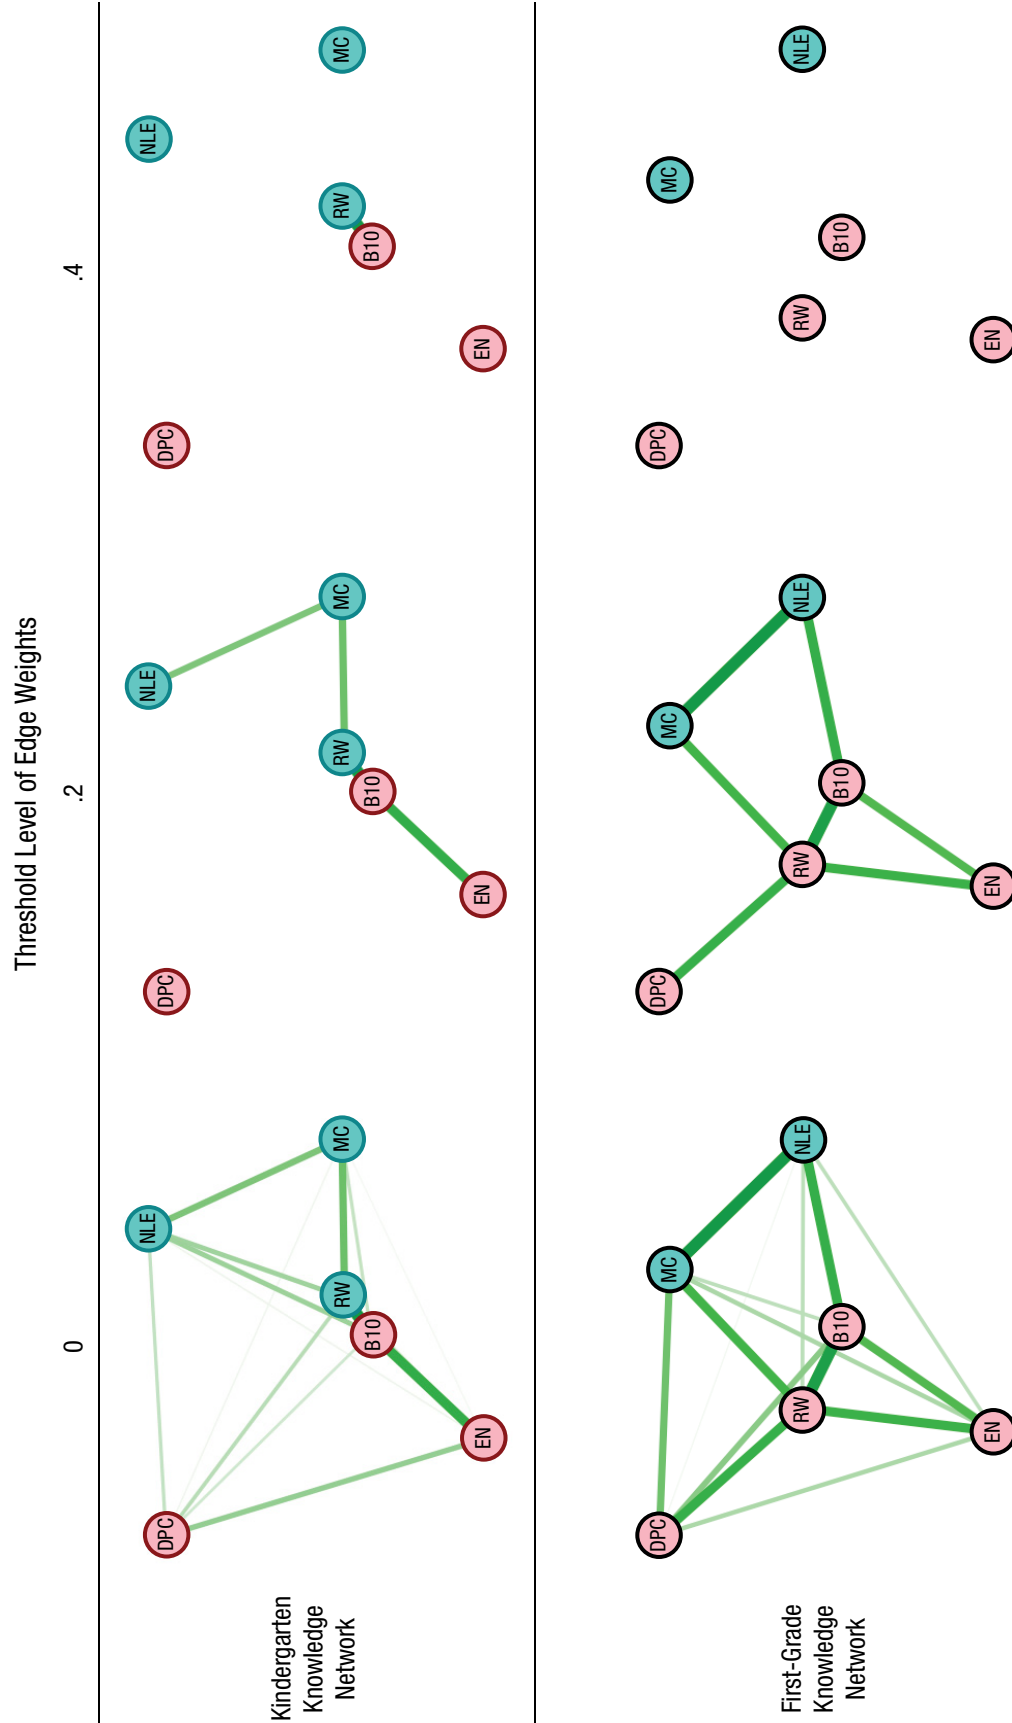 Threshold Level of Edge Weights
0
.2
.4
Kindergarten
Knowledge
Network
NLE
MC
RW
B10
DPC
EN
NLE
MC
RW
B10
DPC
EN
NLE
MC
RW
B10
DPC
EN
First-Grade
Knowledge
Network
MC
NLE
DPC
RW
B10
EN
MC
NLE
DPC
RW
B10
EN
MC
NLE
DPC
RW
B10
EN